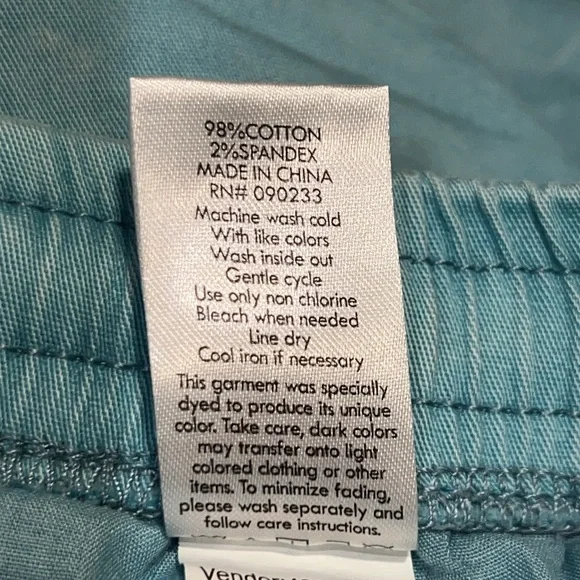 98%COTTON
2%SPANDEX
MADE IN CHINA
RN# 090233
Machine wash cold
With like colors
Wash inside out
Gentle cycle
Use only non chlorine
Bleach when needed
Line dry
Cool iron if necessary
This garment was specially
dyed to produce its unique
color. Take care, dark colors
may transfer onto light
colored clothing or other
items. To minimize fading,
please wash separately and
follow care instructions.